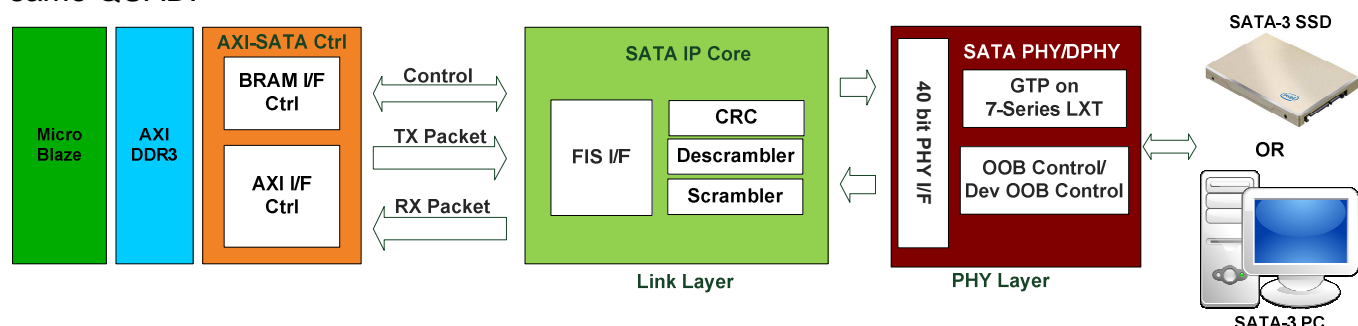 same QUAD.
Micro
Blaze
AXI
DDR3
AXI-SATA Ctrl
BRAM I/F
Ctrl
AXI I/F
Ctrl
Control
TX Packet
RX Packet
SATA IP Core
FIS I/F
CRC
Descrambler
Scrambler
Link Layer
40 bit PHY I/F
SATA PHY/DPHY
GTP on
7-Series LXT
OOB Control/
Dev OOB Control
PHY Layer
SATA-3 SSD
OR
SATA-3 PC